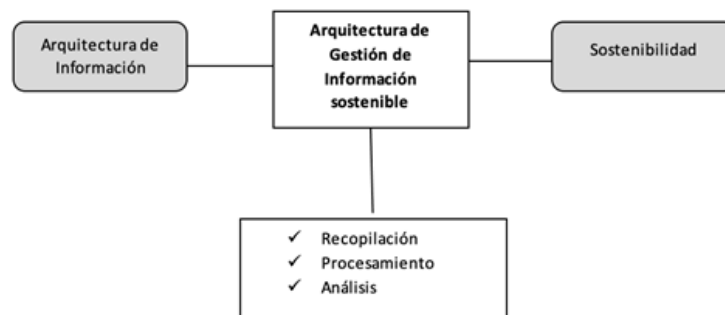 Arquitectura de
Información
Arquitectura de
Gestión de
Información
sostenible
Sostenibilidad
✓ Recopilación
✓ Procesamiento
✓ Análisis